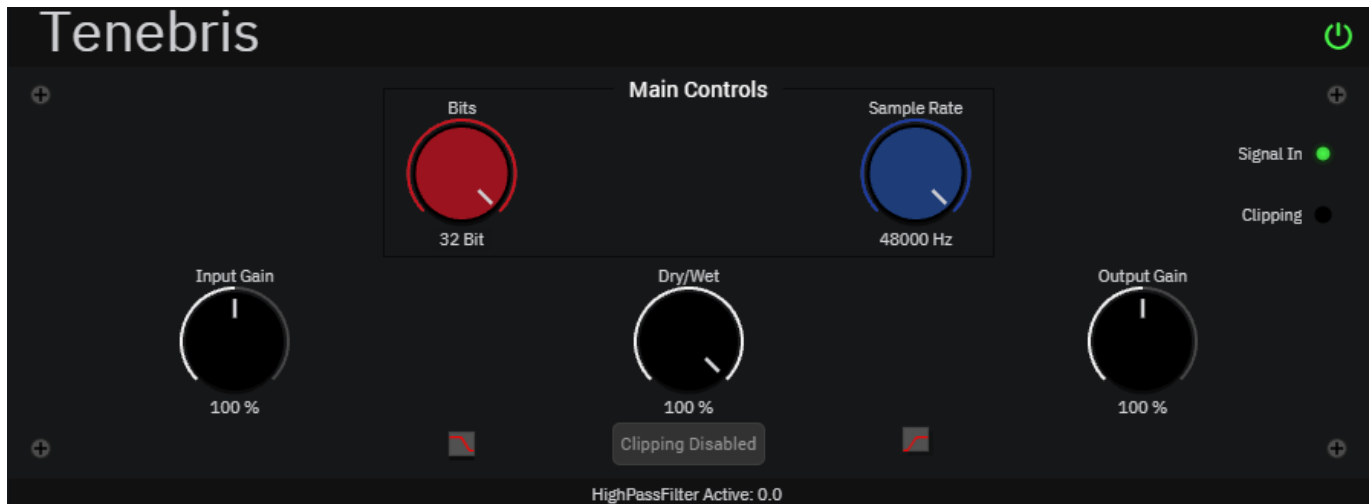 Tenebris
Main Controls
Bits
Sample Rate
32 Bit
48000 Hz
Signal In
Clipping
Input Gain
Dry/Wet
Output Gain
100 %
100 %
100 %
Clipping Disabled
HighPassFilter Active: 0.0